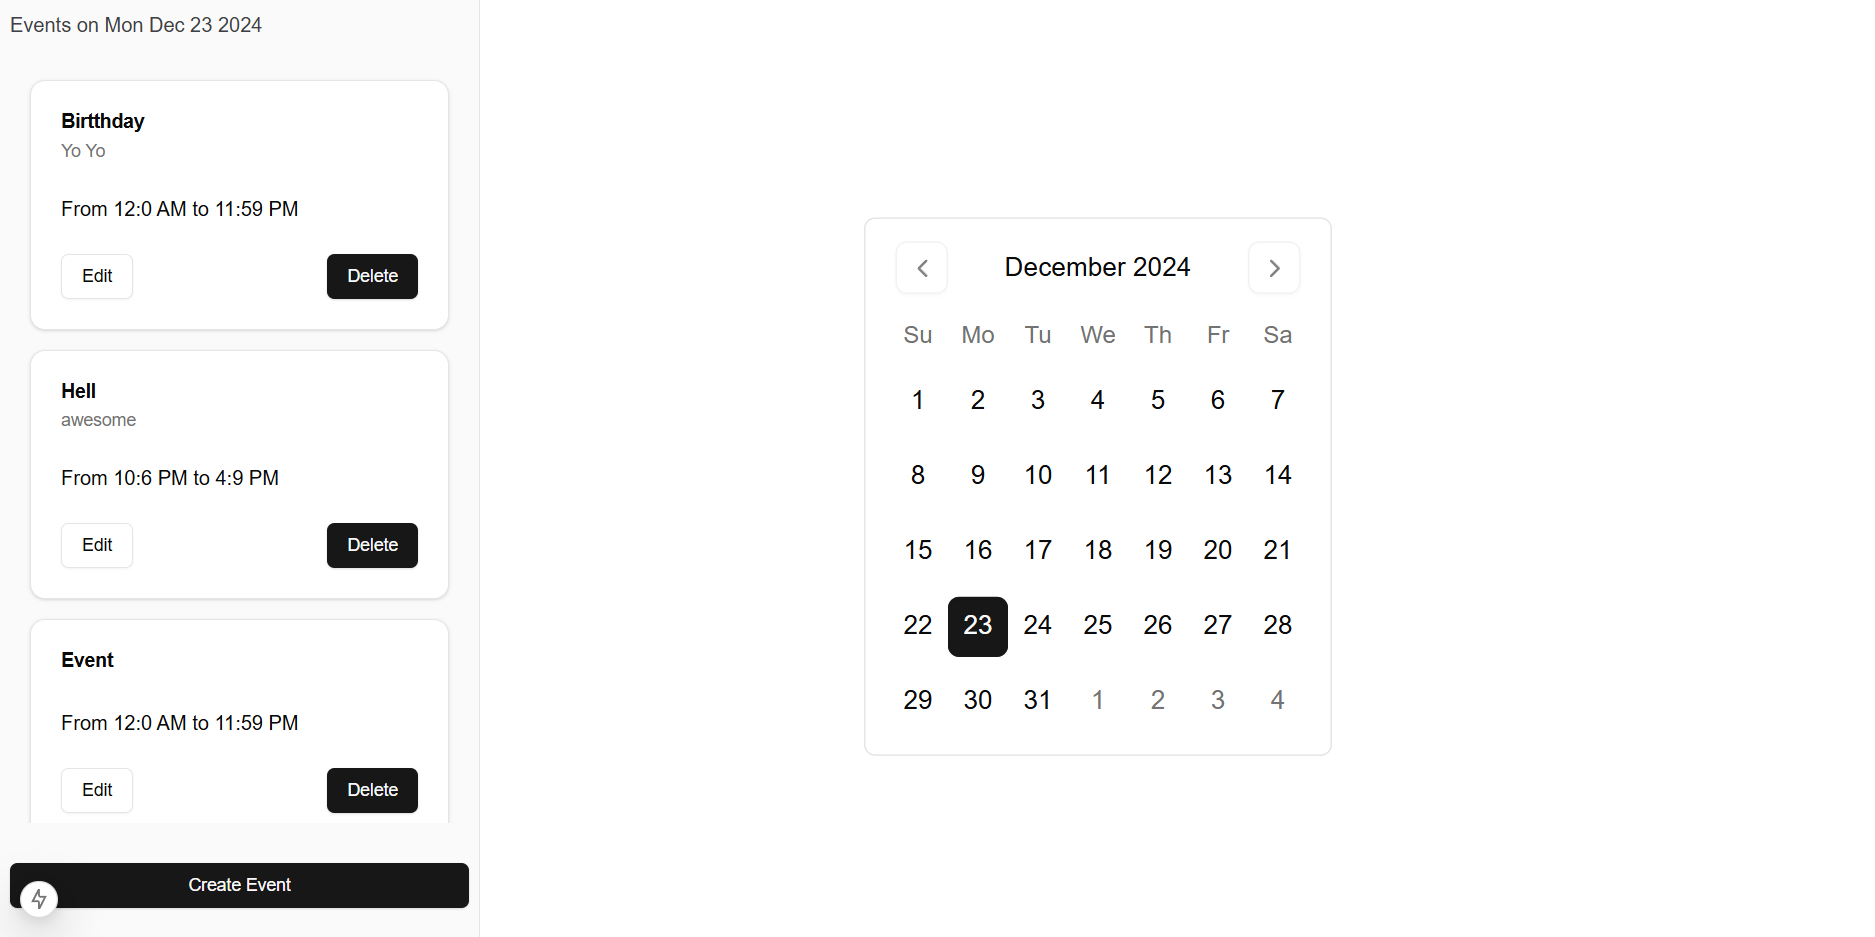 Events on Mon Dec 23 2024
Birtthday
Yo Yo
From 12:0 AM to 11:59 PM
Edit Delete
Hell
awesome
From 10:6 PM to 4:9 PM
Edit Delete
Event
From 12:0 AM to 11:59 PM
Edit Delete
Create Event
December 2024
Su Mo Tu We Th Fr Sa
1 2 3 4 5 6 7
8 9 10 11 12 13 14
15 16 17 18 19 20 21
22 23 24 25 26 27 28
29 30 31 1 2 3 4